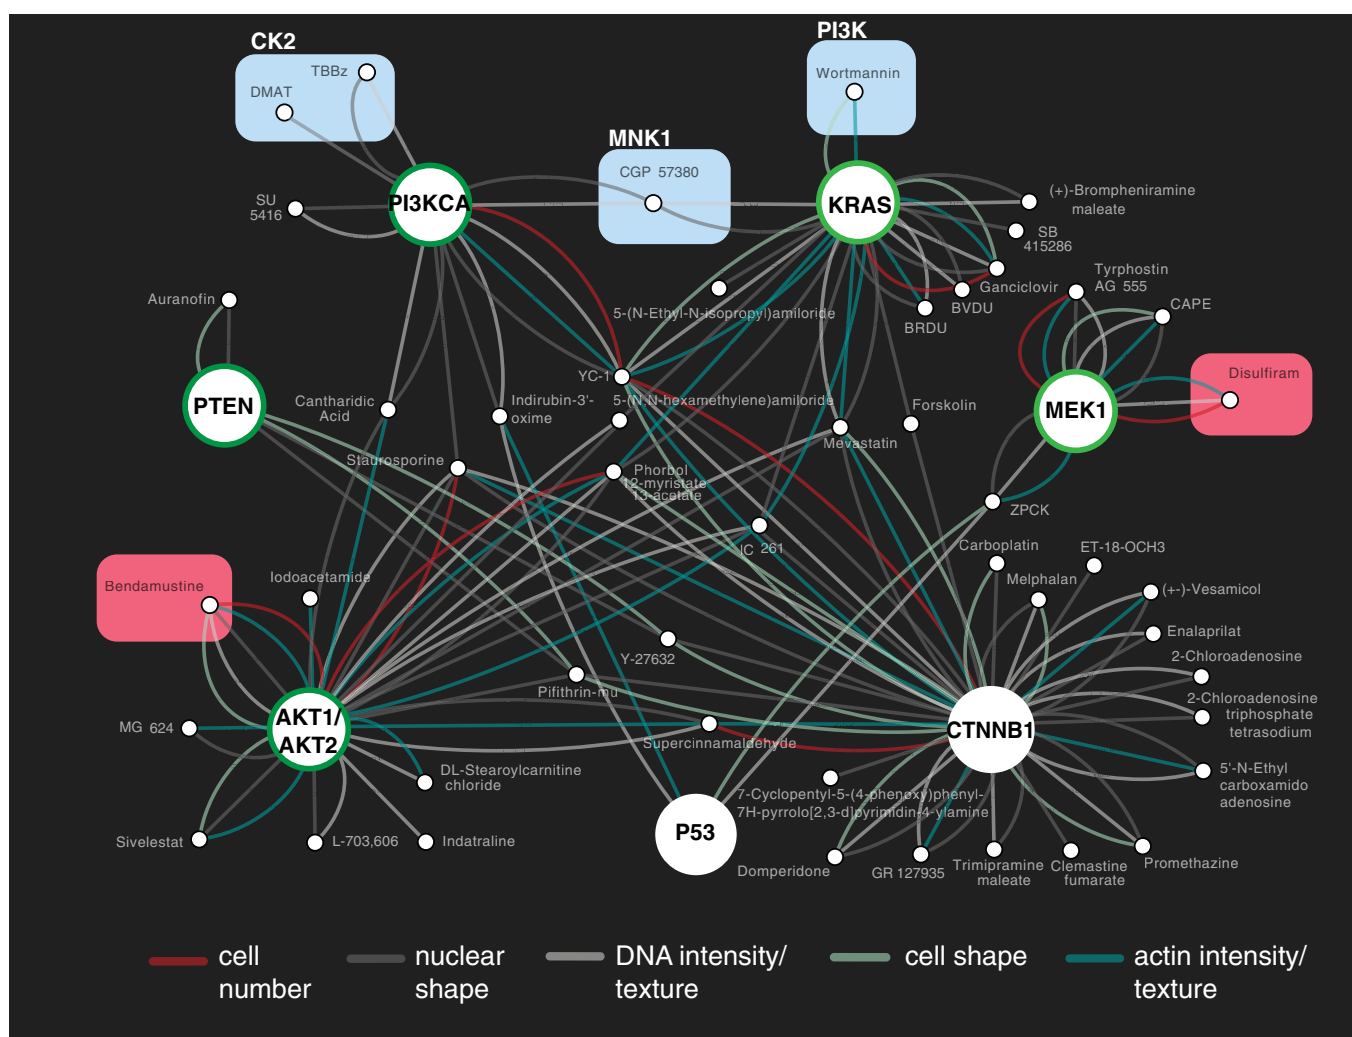 CK2
PI3K
TBBz
DMAT
Wortmannin
MNK1
CGP 57380
PI3KCA
KRAS
SU
5416
(+)-Brompheniramine
maleate
SB
415286
Ganciclovir
BVDU
BRDU
Tyrphostin
AG 555
CAPE
Auranofin
5-(N-Ethyl-N-isopropyl)amiloride
PTEN
YC-1
Cantharidic
Acid
Indirubin-3'-
oxime
5-(N,N-hexamethylene)amiloride
Forskolin
MEK1
Disulfiram
Mevastatin
Staurosporine
Phorbol
12-myristate
13-acetate
ZPCK
IC 261
Carboplatin
ET-18-OCH3
Melphalan
(+-)-Vesamicol
Bendamustine
Iodoacetamide
Enalaprilat
Y-27632
2-Chloroadenosine
Pifithrin-mu
2-Chloroadenosine
triphosphate
tetrasodium
MG 624
AKT1/
AKT2
CTNNB1
Supercinnamaldehyde
DL-Stearoylcarnitine
chloride
5'-N-Ethyl
carboxamido
adenosine
7-Cyclopentyl-5-(4-phenoxy)phenyl-
7H-pyrrolo[2,3-d]pyrimidin-4-ylamine
P53
Sivelestat
L-703,606
Indatraline
Domperidone
GR 127935
Trimipramine
maleate
Clemastine
fumarate
Promethazine
cell
number
nuclear
shape
DNA intensity/
texture
cell shape
actin intensity/
texture